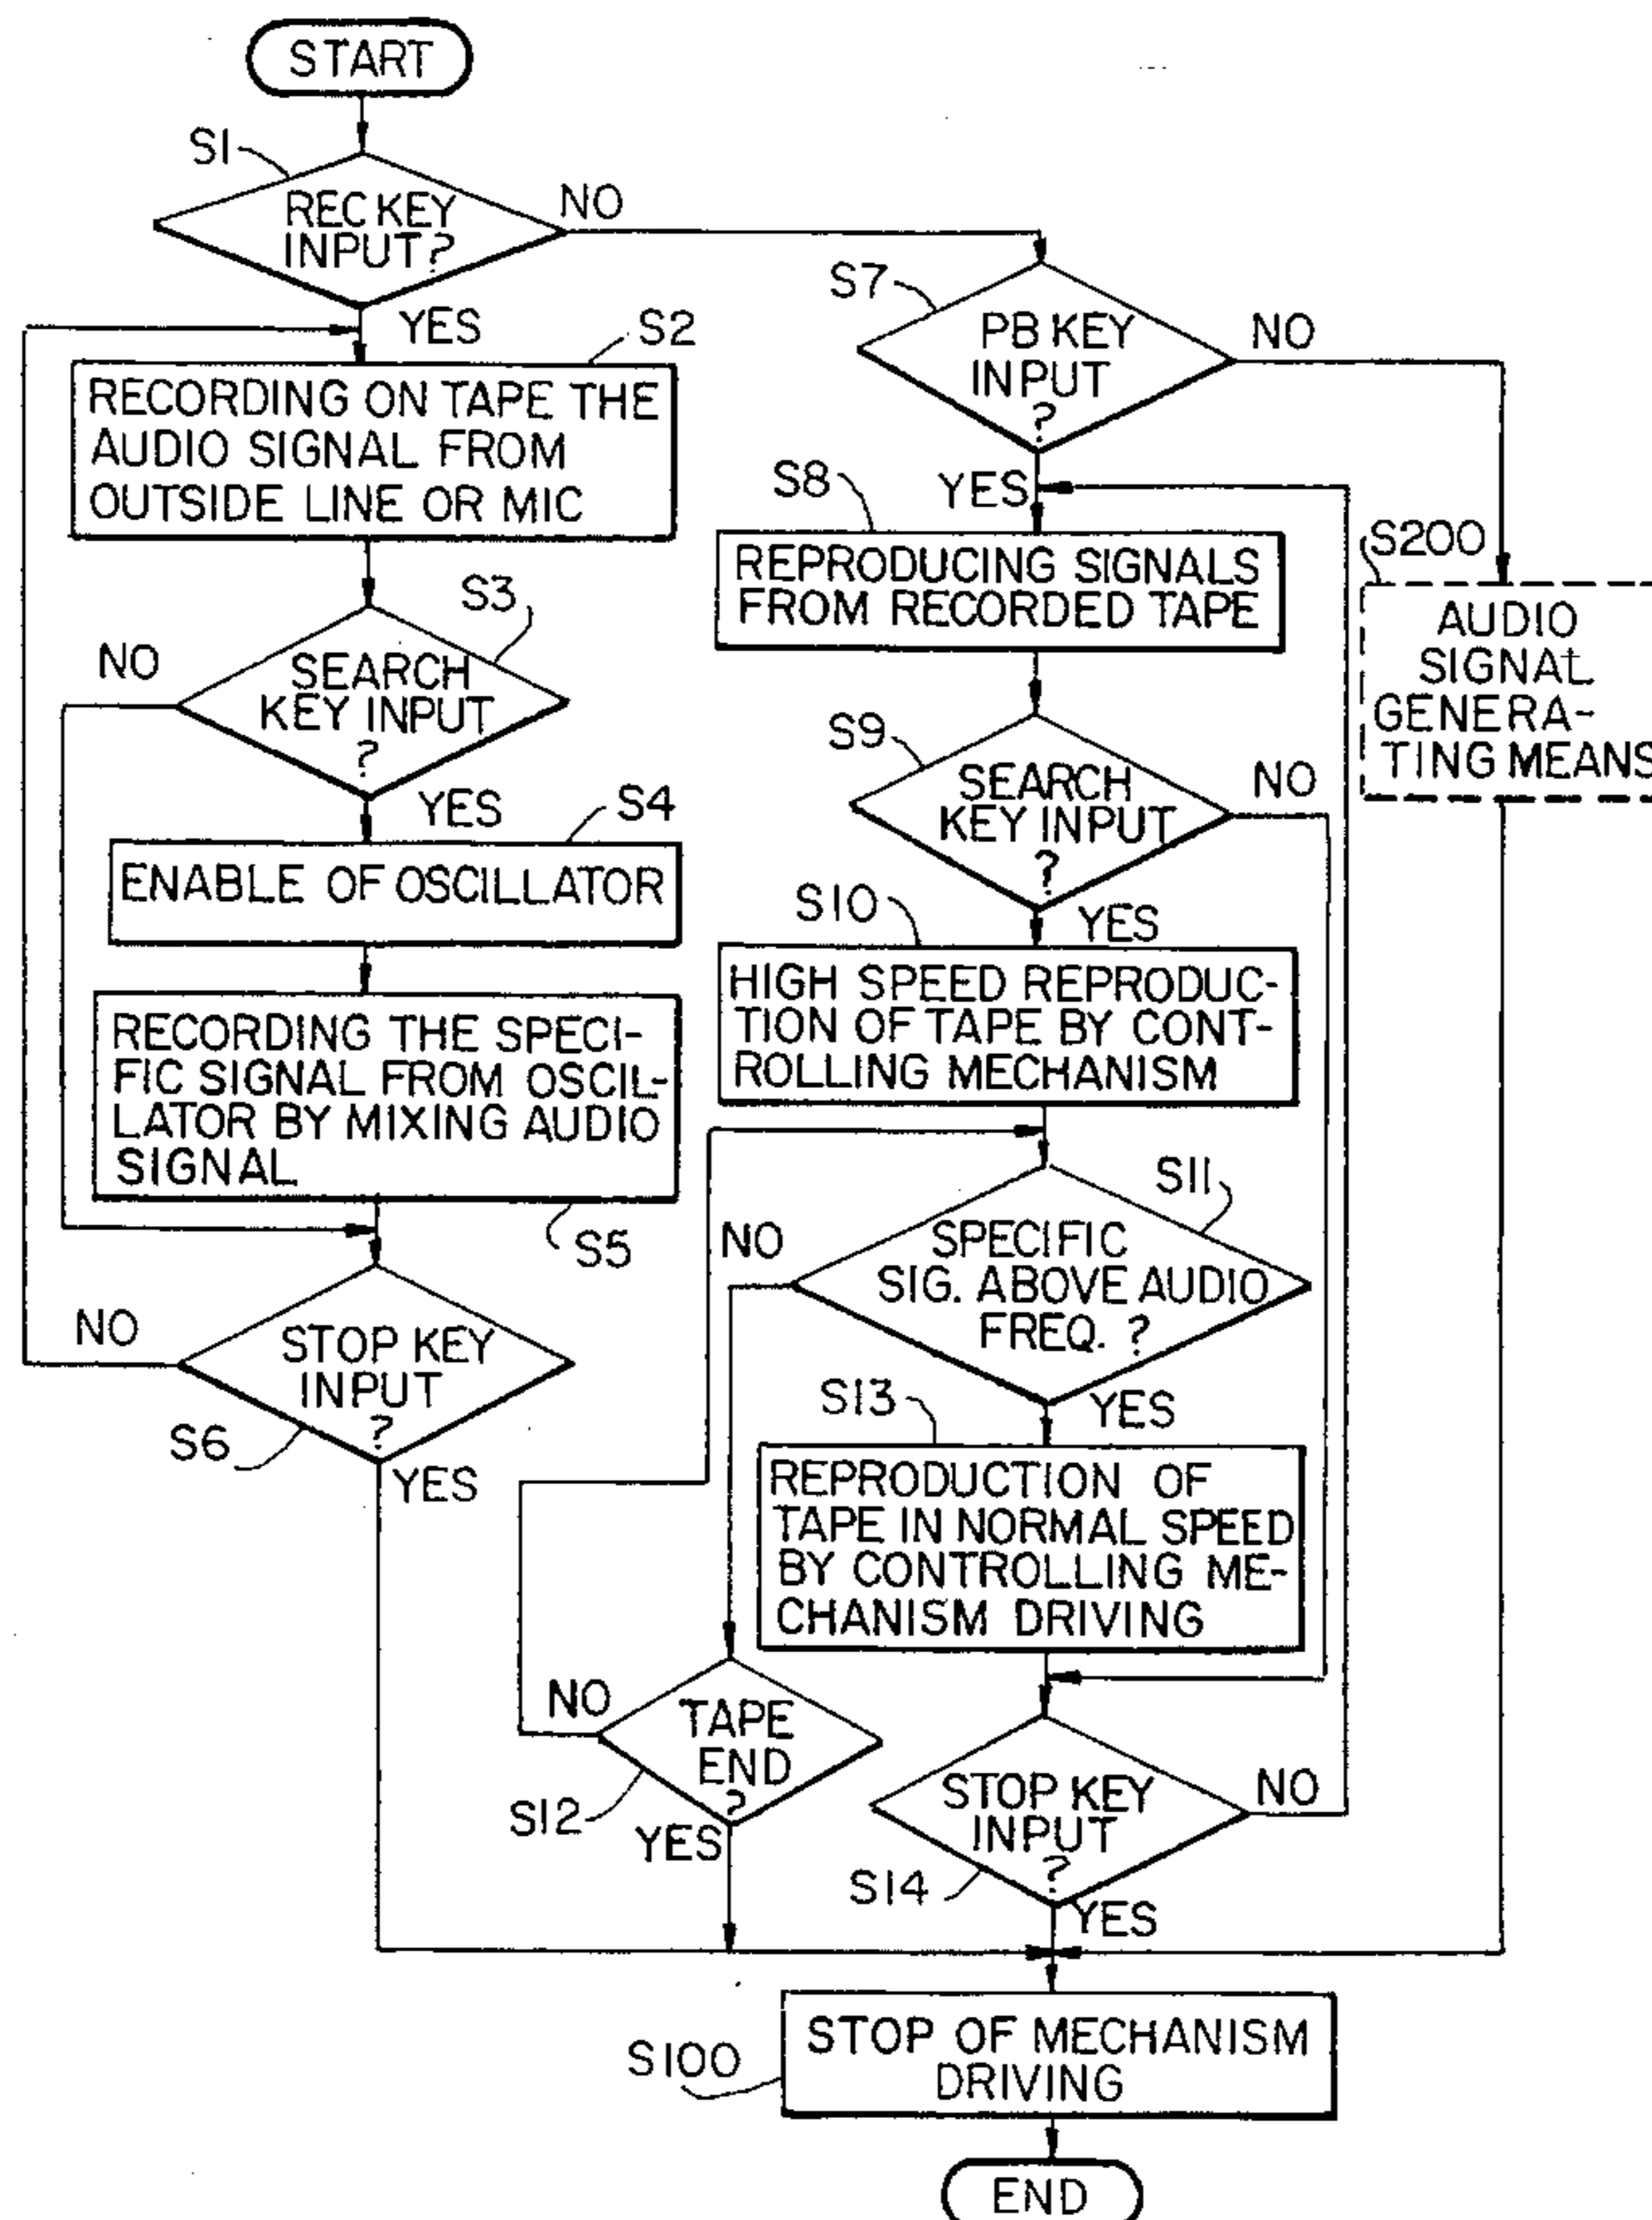 START
S1
REC KEY
INPUT?
NO
YES
S2
RECORDING ON TAPE THE
AUDIO SIGNAL FROM
OUTSIDE LINE OR MIC
S3
NO
SEARCH
KEY INPUT
?
YES
S4
ENABLE OF OSCILLATOR
RECORDING THE SPECI-
FIC SIGNAL FROM OSCIL-
LATOR BY MIXING AUDIO
SIGNAL
S5
NO
STOP KEY
INPUT
?
S6
YES
S7
PB KEY
INPUT
?
NO
YES
S8
REPRODUCING SIGNALS
FROM RECORDED TAPE
S200
AUDIO
SIGNAL
GENERA-
TING MEANS
S9
SEARCH
KEY INPUT
?
NO
S10
YES
HIGH SPEED REPRODUC-
TION OF TAPE BY CONT-
ROLLING MECHANISM
S11
NO
SPECIFIC
SIG. ABOVE AUDIO
FREQ. ?
S13
YES
REPRODUCTION OF
TAPE IN NORMAL SPEED
BY CONTROLLING ME-
CHANISM DRIVING
NO
TAPE
END
?
S12
YES
STOP KEY
INPUT
?
NO
S14
YES
S100
STOP OF MECHANISM
DRIVING
END